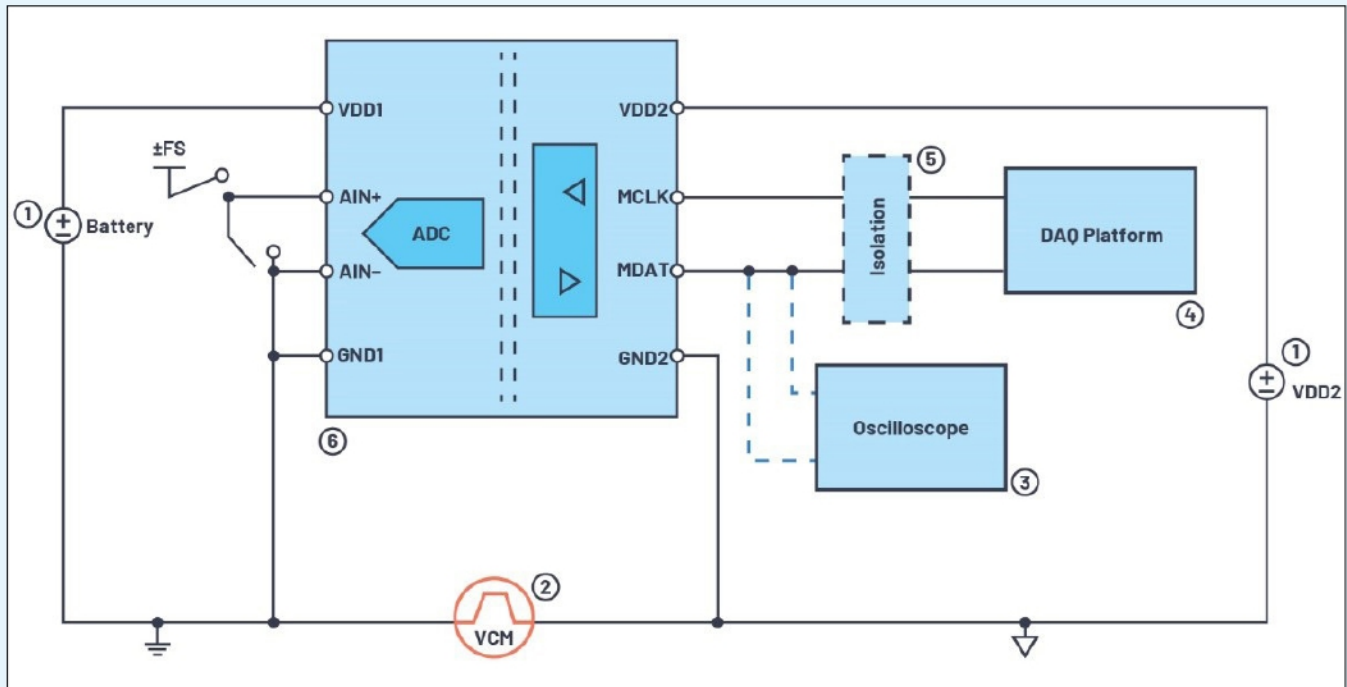 VDD1
VDD2
±FS
⑤
AIN+
MCLK
① Battery
ADC
Isolation
DAQ Platform
AIN−
MDAT
④
GND1
GND2
①
VDD2
Oscilloscope
⑥
③
②
VCM